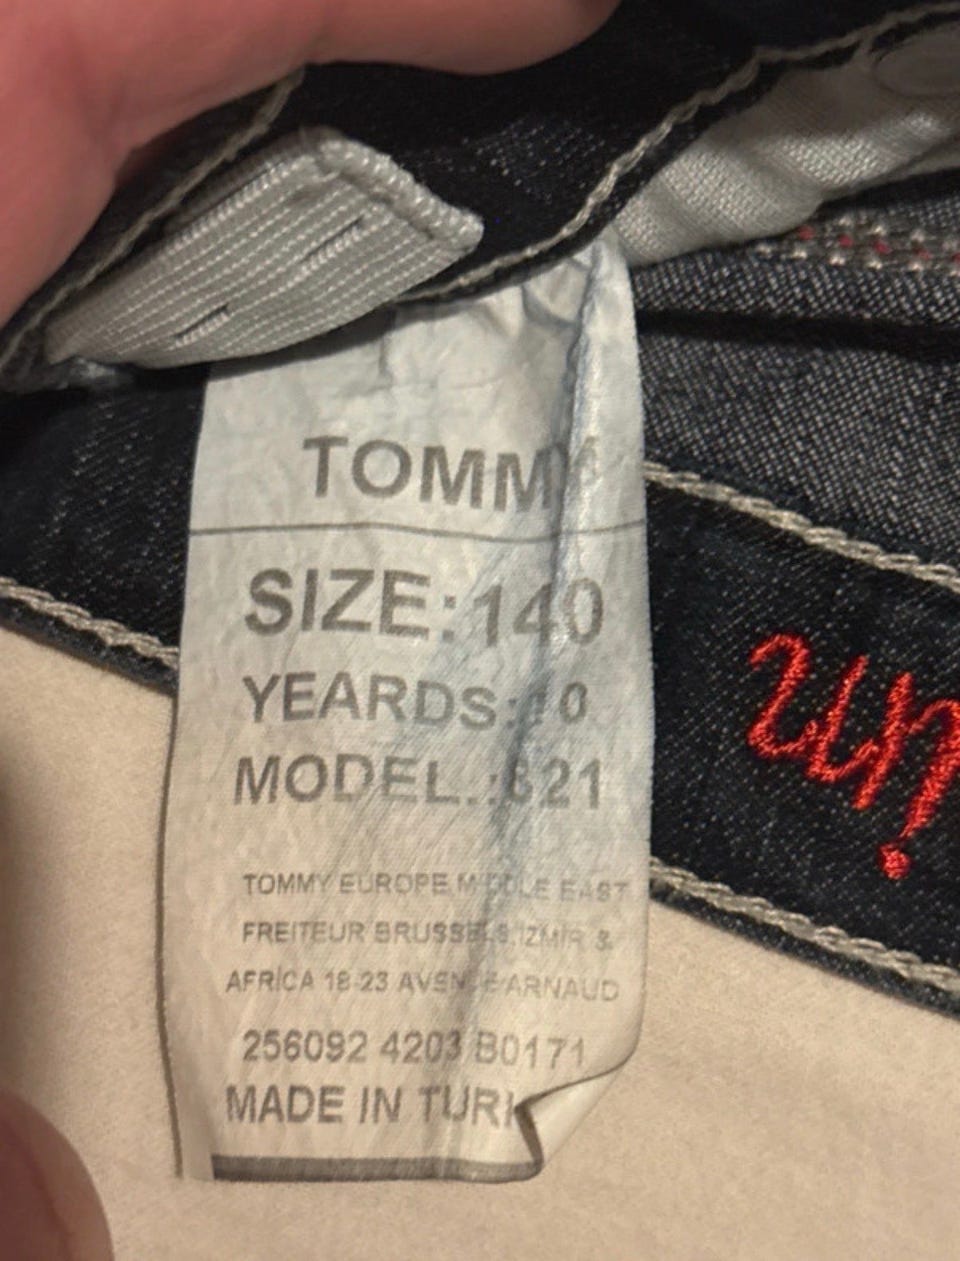 TOMMY
SIZE:140
YEARDS:10
MODEL.:821
TOMMY EUROPE MIDDLE EAST
FREITEUR BRUSSELS,IZMIR &
AFRICA 18-23 ARNAUD
256092 4203 B0171
MADE IN TURK